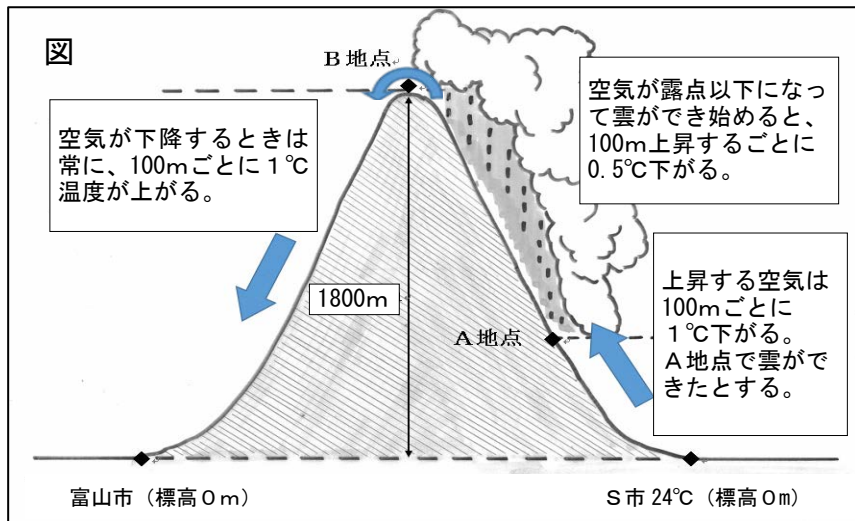 図
B地点
空気が下降するときは
常に、100mごとに1℃
温度が上がる。
空気が露点以下になっ
て雲ができ始めると、
100m上昇するごとに
0.5℃下がる。
1800m
A地点
上昇する空気は
100mごとに
1℃下がる。
A地点で雲がで
きたとする。
富山市(標高0m)
S市 24℃(標高0m)